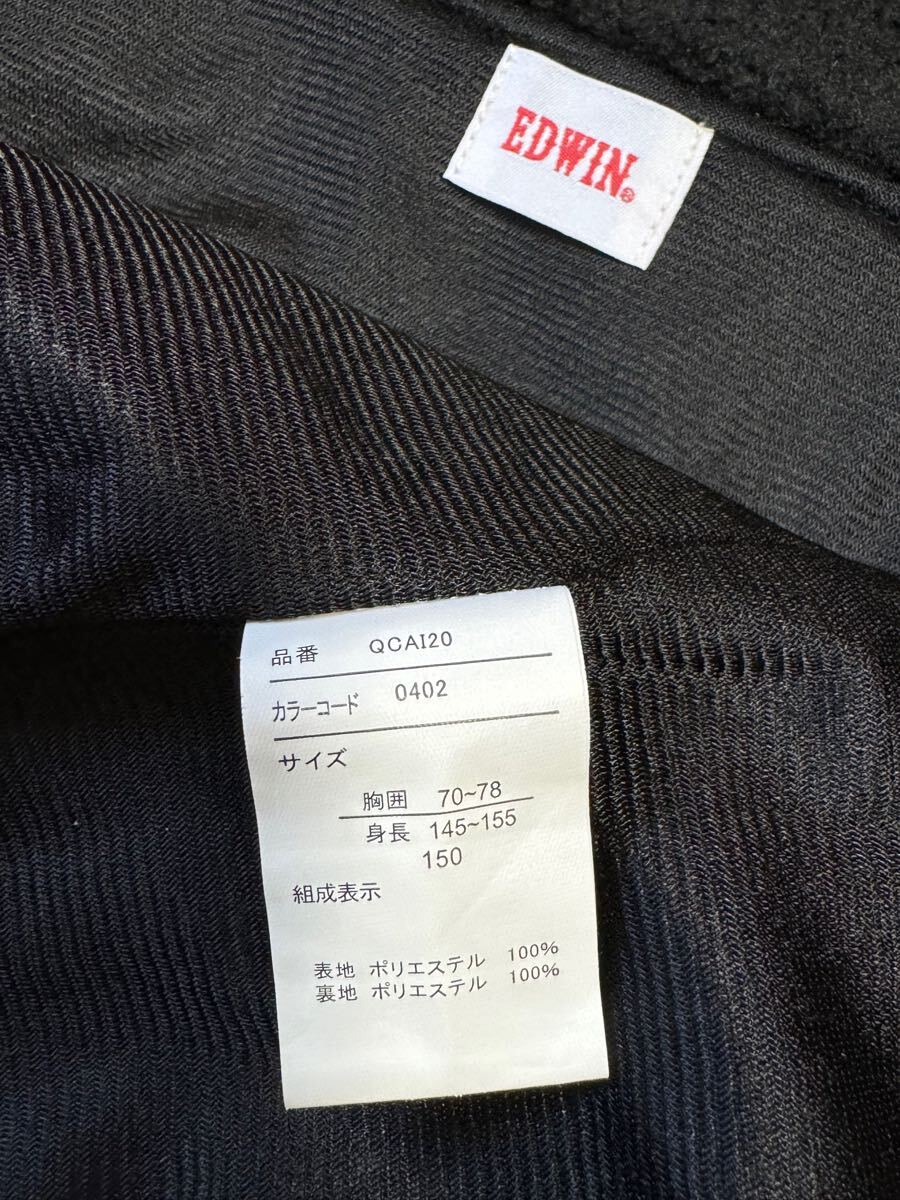 EDWIN®
品番 QCAI20
カラーコード 0402
サイズ
胸囲 70~78
身長 145~155
150
組成表示
表地 ポリエステル 100%
裏地 ポリエステル 100%